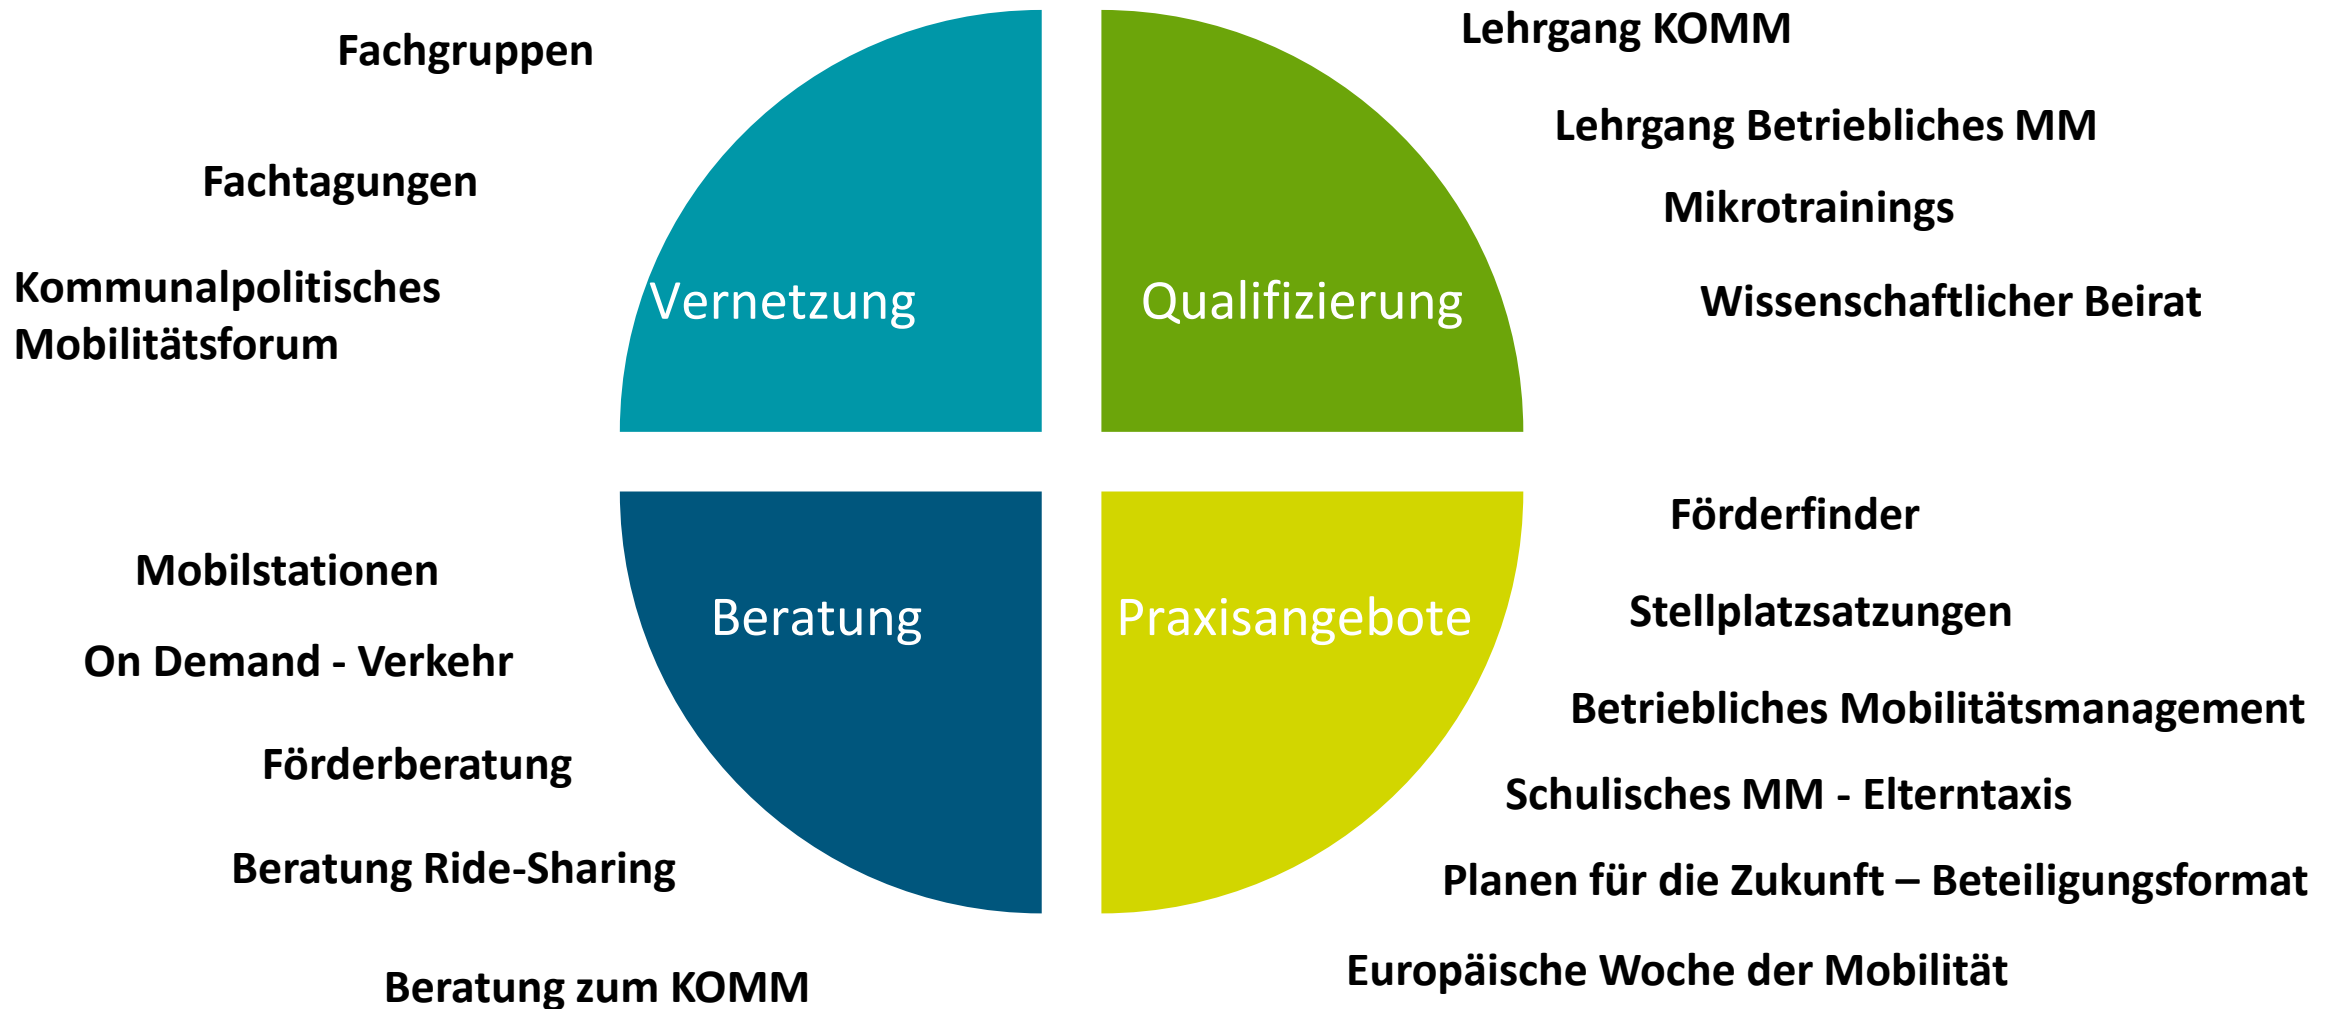 Fachgruppen
Fachtagungen
Kommunalpolitisches
Mobilitätsforum
Vernetzung
Qualifizierung
Lehrgang KOMM
Lehrgang Betriebliches MM
Mikrotrainings
Wissenschaftlicher Beirat
Mobilstationen
On Demand - Verkehr
Förderberatung
Beratung Ride-Sharing
Beratung zum KOMM
Beratung
Praxisangebote
Förderfinder
Stellplatzsatzungen
Betriebliches Mobilitätsmanagement
Schulisches MM - Elterntaxis
Planen für die Zukunft – Beteiligungsformat
Europäische Woche der Mobilität